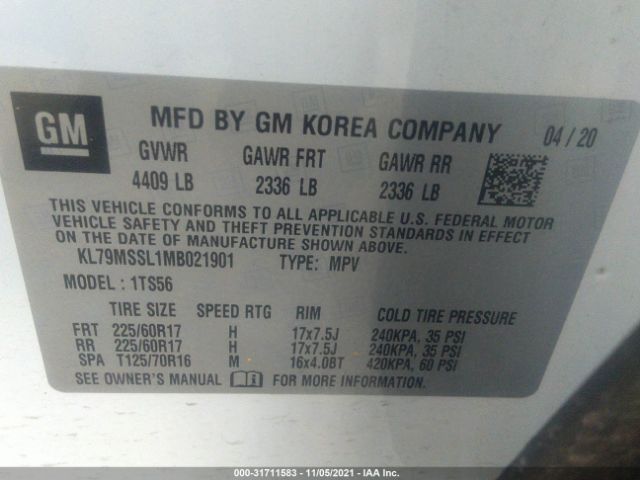 GM MFD BY GM KOREA COMPANY 04/20
GVWR GAWR FRT GAWR RR
4409 LB 2336 LB 2336 LB
THIS VEHICLE CONFORMS TO ALL APPLICABLE U.S. FEDERAL MOTOR
VEHICLE SAFETY AND THEFT PREVENTION STANDARDS IN EFFECT
ON THE DATE OF MANUFACTURE SHOWN ABOVE.
KL79MSSL1MB021901 TYPE: MPV
MODEL : 1TS56
TIRE SIZE SPEED RTG RIM COLD TIRE PRESSURE
FRT 225/60R17 H 17x7.5J 240KPA, 35 PSI
RR 225/60R17 H 17x7.5J 240KPA, 35 PSI
SPA T125/70R16 M 16x4.0BT 420KPA, 60 PSI
SEE OWNER'S MANUAL FOR MORE INFORMATION.
000-31711583 - 11/05/2021 - IAA Inc.